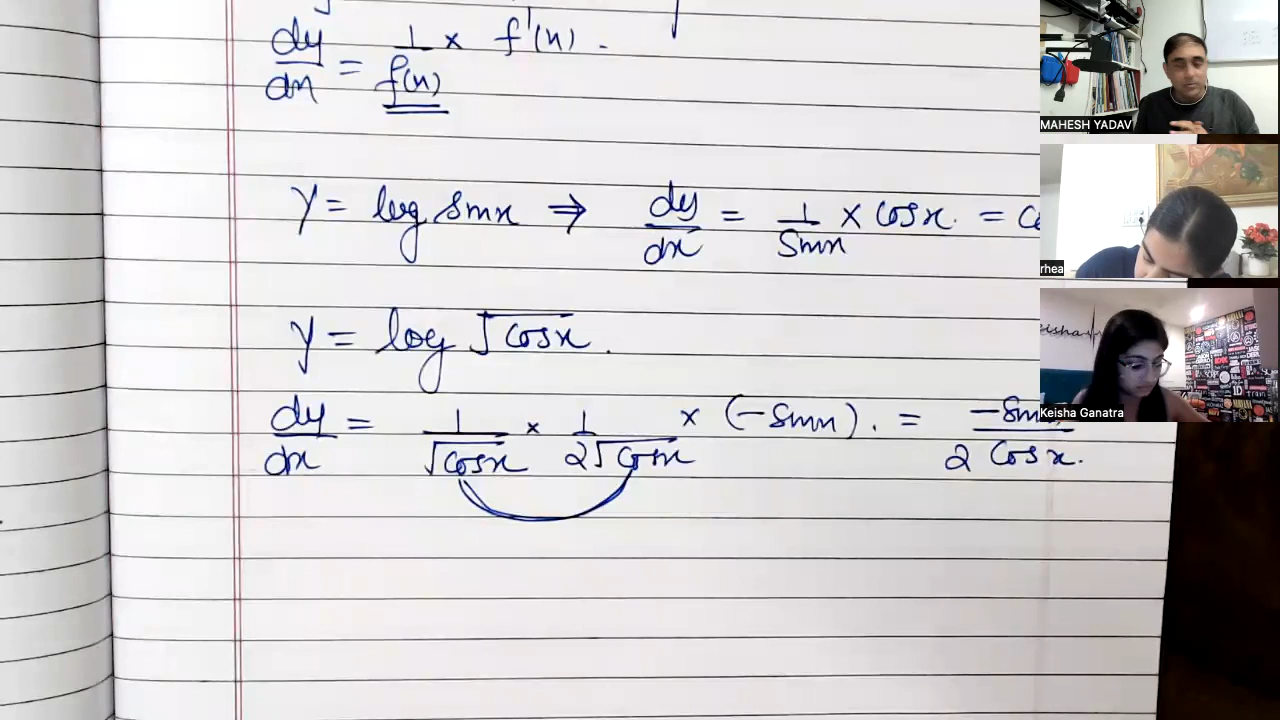 dy/dx = 1/f(x) × f'(x).
y = log sinx ⇒ dy/dx = 1/sinx × cosx. =
y = log √cosx.
dy/dx = 1/√cosx × 1/2√cosx × (-sinx). = -sin/2 cosx.
MAHESH YADAV
rhea
Keisha Ganatra